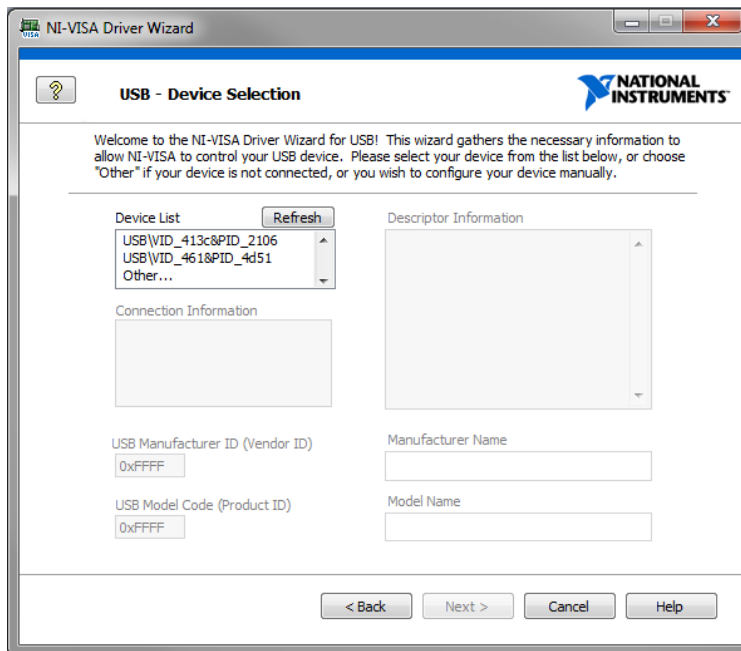 NI-VISA Driver Wizard
USB - Device Selection
NATIONAL
INSTRUMENTS
Welcome to the NI-VISA Driver Wizard for USB! This wizard gathers the necessary information to
allow NI-VISA to control your USB device. Please select your device from the list below, or choose
"Other" if your device is not connected, or you wish to configure your device manually.
Device List
Refresh
USB\VID_413c&PID_2106
USB\VID_461&PID_4d51
Other...
Connection Information
Descriptor Information
USB Manufacturer ID (Vendor ID)
0xFFFF
Manufacturer Name
USB Model Code (Product ID)
0xFFFF
Model Name
< Back
Next >
Cancel
Help